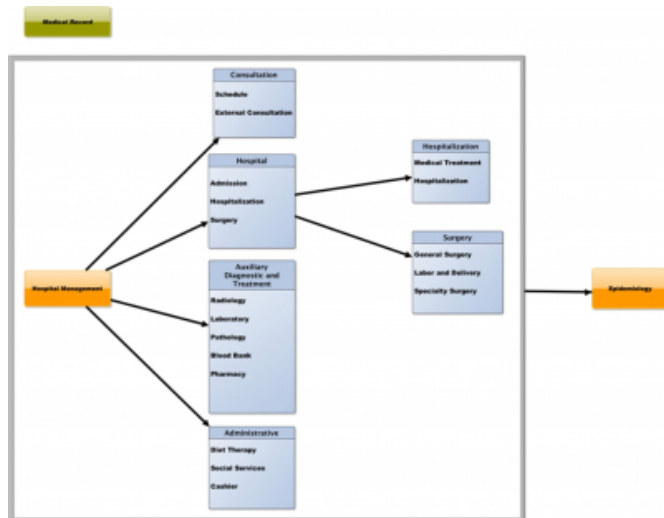 Medical Record
Consultation
Schedule
External Consultation
Hospital
Admission
Hospitalization
Surgery
Hospitalization
Medical Treatment
Hospitalization
Surgery
General Surgery
Labor and Delivery
Specialty Surgery
Hospital Management
Auxiliary
Diagnostic and
Treatment
Radiology
Laboratory
Pathology
Blood Bank
Pharmacy
Epidemiology
Administrative
Diet Therapy
Social Services
Cashier